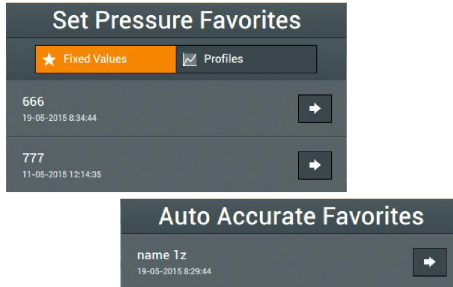 Set Pressure Favorites
Fixed Values Profiles
666
19-05-2015 8:34:44
777
11-05-2015 12:14:35
Auto Accurate Favorites
name 1z
19-05-2015 8:29:44